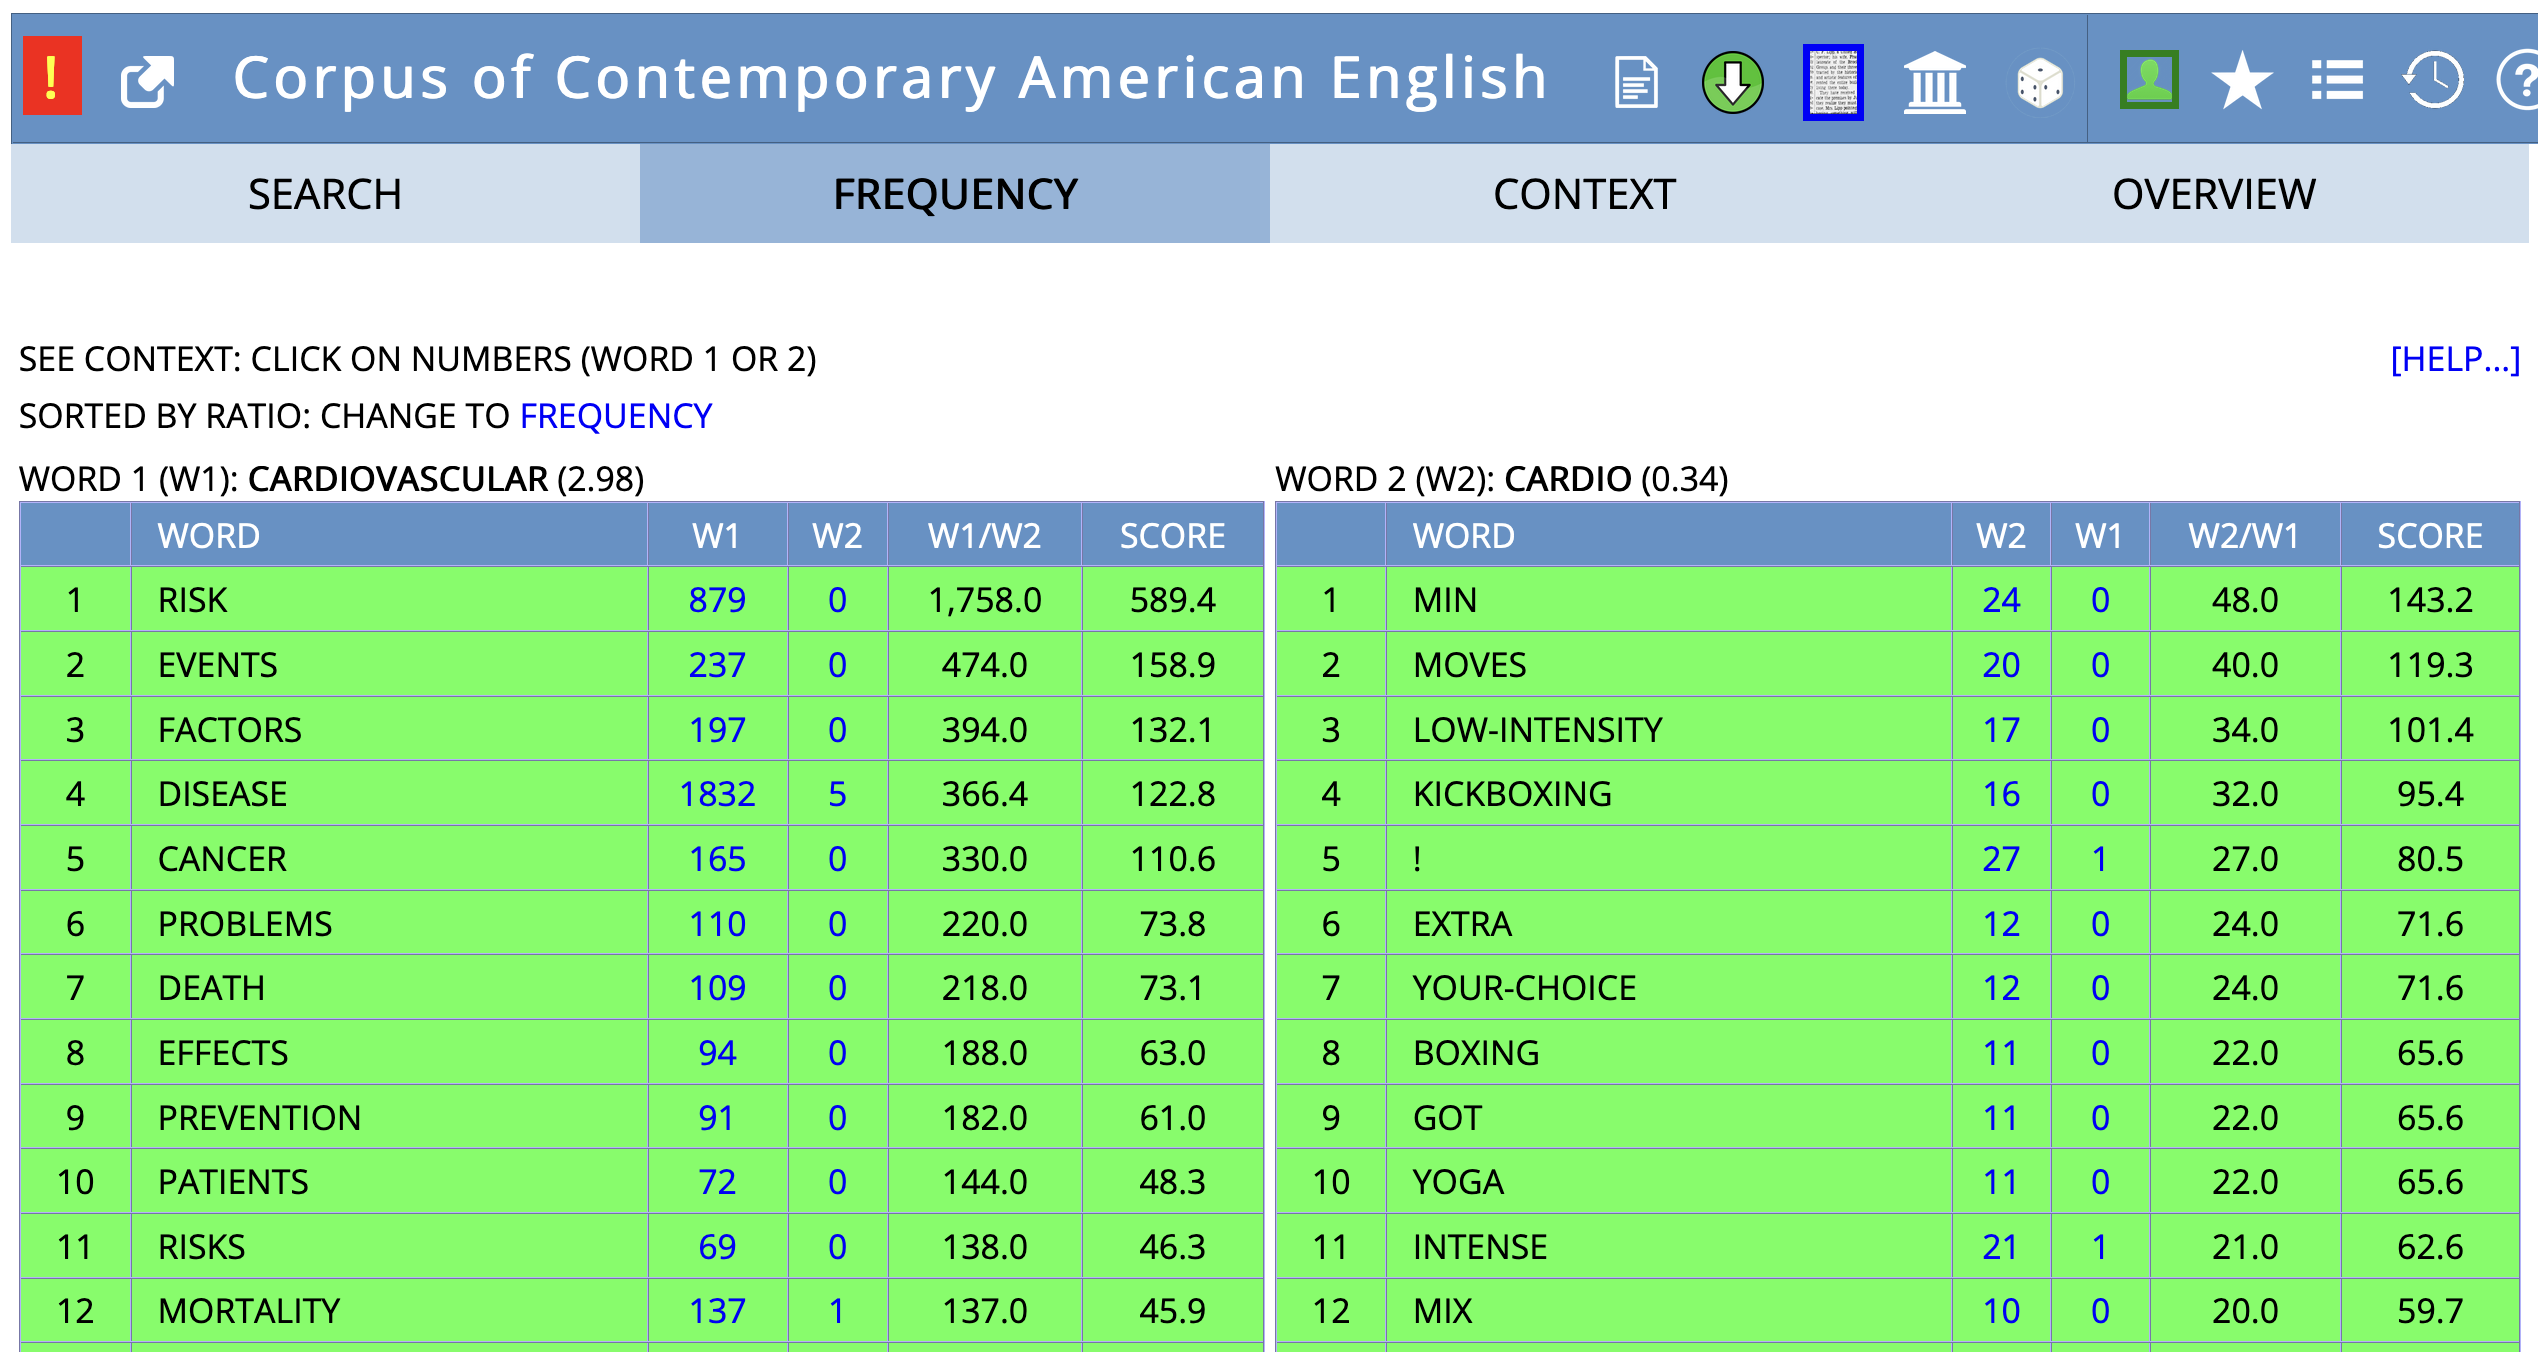 ! Corpus of Contemporary American English ?
SEARCH FREQUENCY CONTEXT OVERVIEW
SEE CONTEXT: CLICK ON NUMBERS (WORD 1 OR 2) [HELP...]
SORTED BY RATIO: CHANGE TO FREQUENCY
WORD 1 (W1): CARDIOVASCULAR (2.98)
WORD W1 W2 W1/W2 SCORE
1 RISK 879 0 1,758.0 589.4
2 EVENTS 237 0 474.0 158.9
3 FACTORS 197 0 394.0 132.1
4 DISEASE 1832 5 366.4 122.8
5 CANCER 165 0 330.0 110.6
6 PROBLEMS 110 0 220.0 73.8
7 DEATH 109 0 218.0 73.1
8 EFFECTS 94 0 188.0 63.0
9 PREVENTION 91 0 182.0 61.0
10 PATIENTS 72 0 144.0 48.3
11 RISKS 69 0 138.0 46.3
12 MORTALITY 137 1 137.0 45.9
WORD 2 (W2): CARDIO (0.34)
WORD W2 W1 W2/W1 SCORE
1 MIN 24 0 48.0 143.2
2 MOVES 20 0 40.0 119.3
3 LOW-INTENSITY 17 0 34.0 101.4
4 KICKBOXING 16 0 32.0 95.4
5 ! 27 1 27.0 80.5
6 EXTRA 12 0 24.0 71.6
7 YOUR-CHOICE 12 0 24.0 71.6
8 BOXING 11 0 22.0 65.6
9 GOT 11 0 22.0 65.6
10 YOGA 11 0 22.0 65.6
11 INTENSE 21 1 21.0 62.6
12 MIX 10 0 20.0 59.7